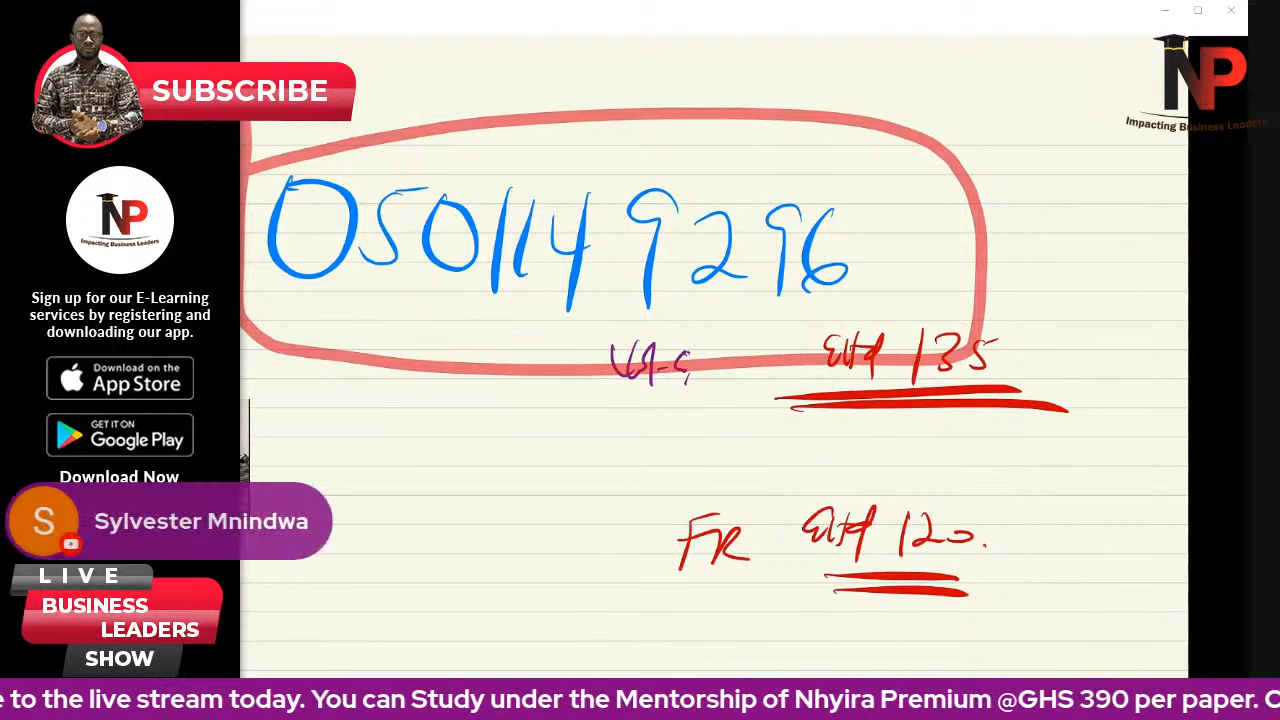 SUBSCRIBE
NP
Impacting Business Leaders
0501149296
NP
Impacting Business Leaders
Sign up for our E-Learning
services by registering and
downloading our app.
135
Download on the
App Store
GET IT ON
Google Play
Download Now
S
Sylvester Mnindwa
FR 120.
LIVE
BUSINESS
LEADERS
SHOW
e to the live stream today. You can Study under the Mentorship of Nhyira Premium @GHS 390 per paper. C